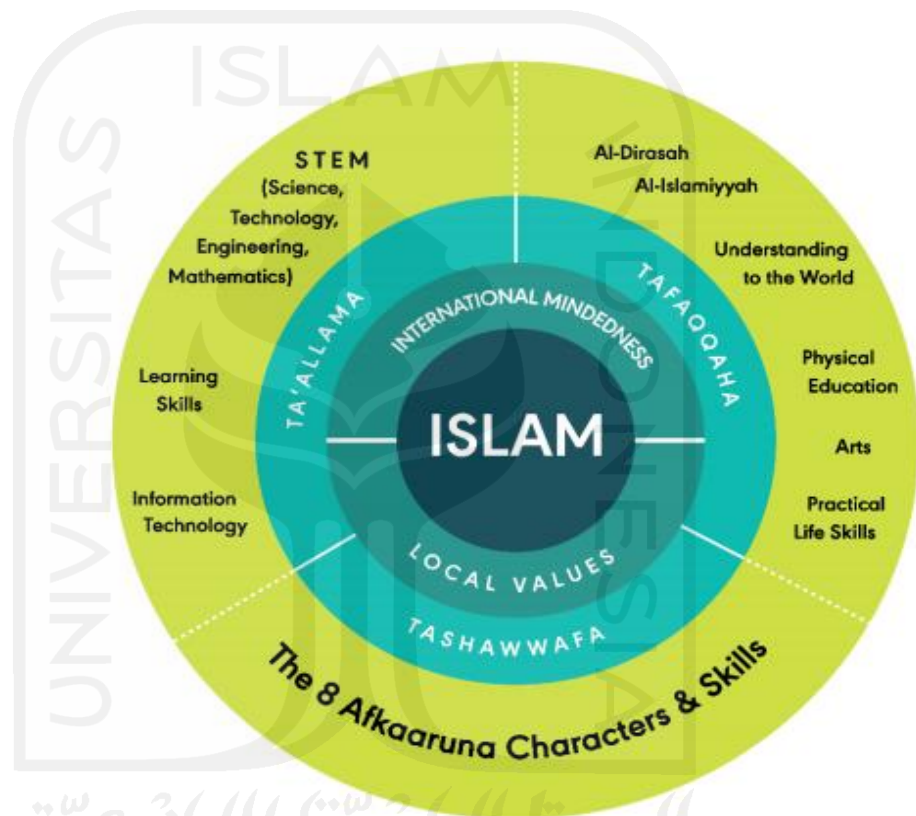 ISLAM
UNIVERSITAS
INDONESIA
STEM
(Science,
Technology,
Engineering,
Mathematics)
Learning
Skills
Information
Technology
Al-Dirasah
Al-Islamiyyah
Understanding
to the World
Physical
Education
Arts
Practical
Life Skills
TA'ALLAMA
TAFAQQAHA
INTERNATIONAL MINDEDNESS
ISLAM
LOCAL VALUES
TASHAWWAFA
The 8 Afkaaruna Characters & Skills